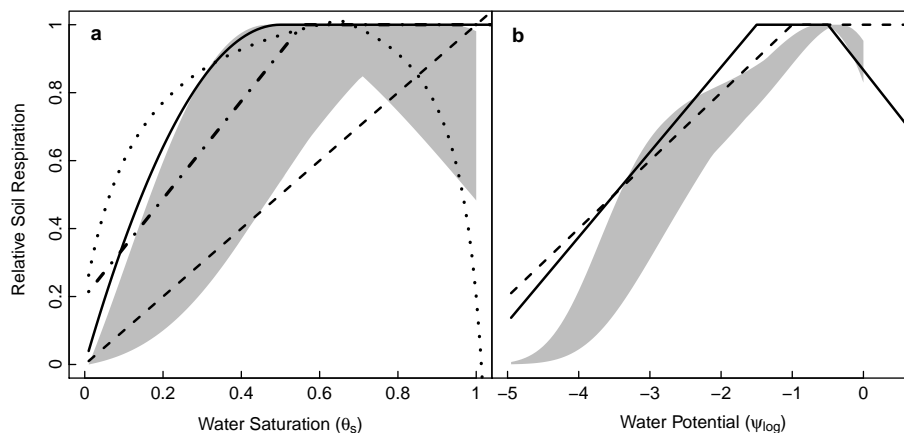 a
b
Relative Soil Respiration
1
0.8
0.6
0.4
0.2
0
0 0.2 0.4 0.6 0.8 1
−5 −4 −3 −2 −1 0
Water Saturation (θs)
Water Potential (ψlog)